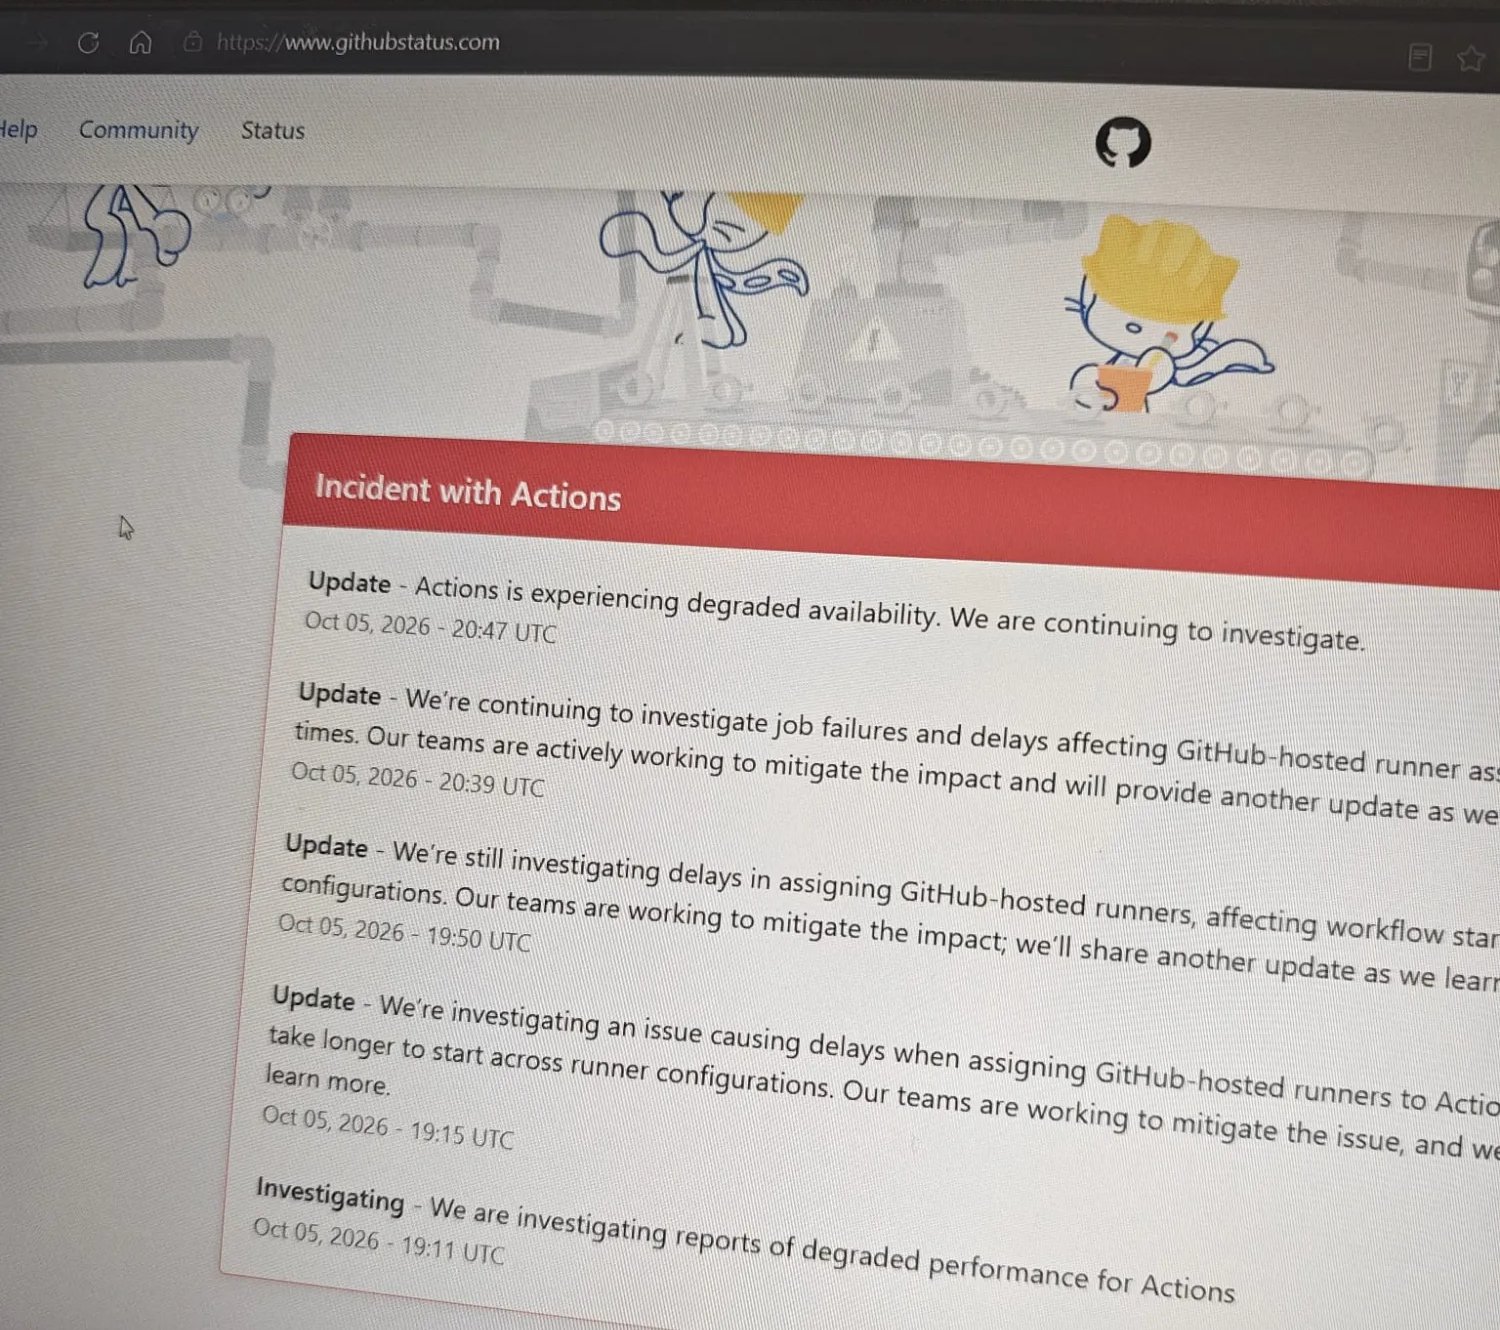 https://www.githubstatus.com
Help Community Status
Incident with Actions
Update - Actions is experiencing degraded availability. We are continuing to investigate.
Oct 05, 2026 - 20:47 UTC
Update - We're continuing to investigate job failures and delays affecting GitHub-hosted runner
times. Our teams are actively working to mitigate the impact and will provide another update as we
Oct 05, 2026 - 20:39 UTC
Update - We're still investigating delays in assigning GitHub-hosted runners, affecting workflow
configurations. Our teams are working to mitigate the impact; we'll share another update as we learn
Oct 05, 2026 - 19:50 UTC
Update - We're investigating an issue causing delays when assigning GitHub-hosted runners to
take longer to start across runner configurations. Our teams are working to mitigate the issue, and
learn more.
Oct 05, 2026 - 19:15 UTC
Investigating - We are investigating reports of degraded performance for Actions
Oct 05, 2026 - 19:11 UTC